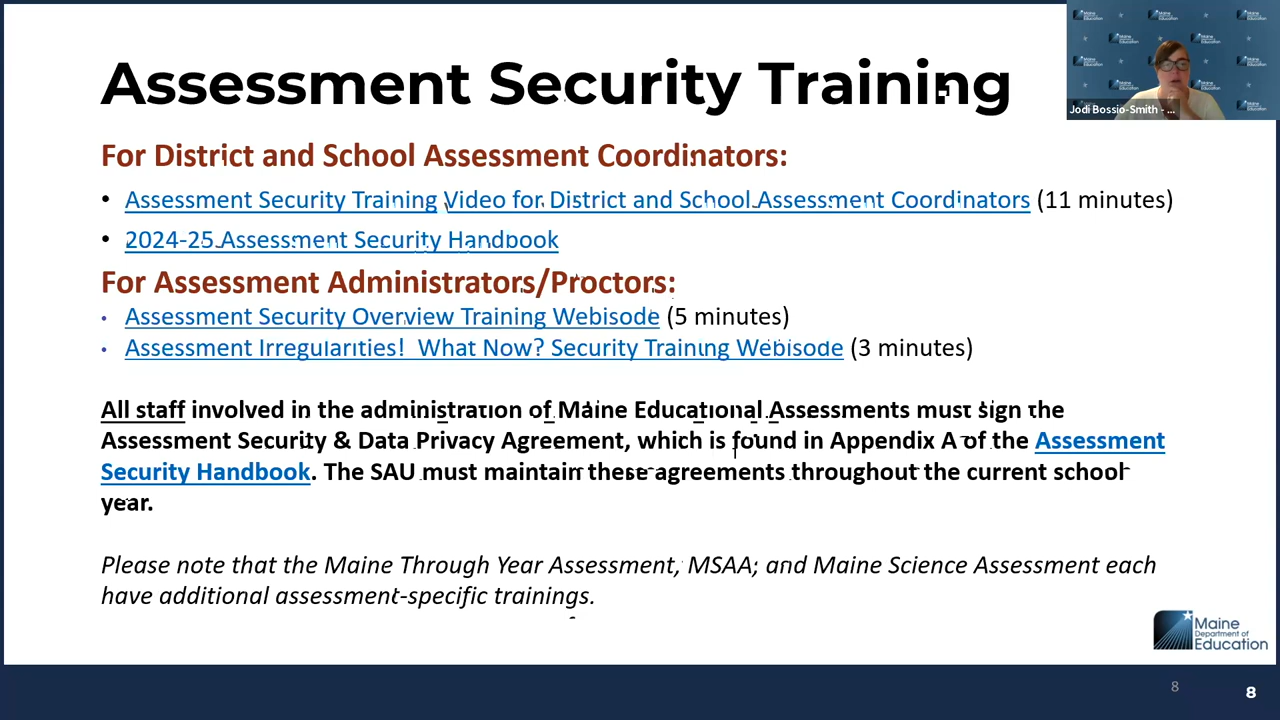 Assessment Security Training
For District and School Assessment Coordinators:
• Assessment Security Training Video for District and School Assessment Coordinators (11 minutes)
• 2024-25 Assessment Security Handbook
For Assessment Administrators/Proctors:
• Assessment Security Overview Training Webisode (5 minutes)
• Assessment Irregularities! What Now? Security Training Webisode (3 minutes)
All staff involved in the administration of Maine Educational Assessments must sign the
Assessment Security & Data Privacy Agreement, which is found in Appendix A of the Assessment
Security Handbook. The SAU must maintain these agreements throughout the current school
year.
Please note that the Maine Through Year Assessment, MSAA; and Maine Science Assessment each
have additional assessment-specific trainings.
Jodi Bossio-Smith - ...
Maine
Department of
Education
8
8